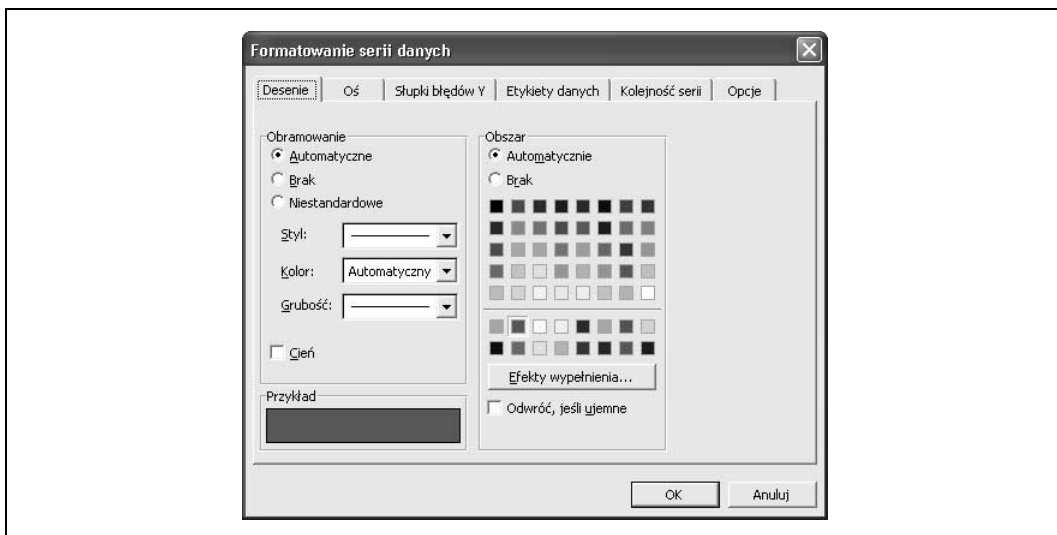 Formatowanie serii danych
Desenie Oś Słupki błędów Y Etykiety danych Kolejność serii Opcje
Obramowanie
Automatyczne
Brak
Niestandardowe
Styl:
Kolor: Automatyczny
Grubość:
Cień
Przykład
Obszar
Automatycznie
Brak
Efekty wypełnienia...
Odwróć, jeśli ujemne
OK Anuluj